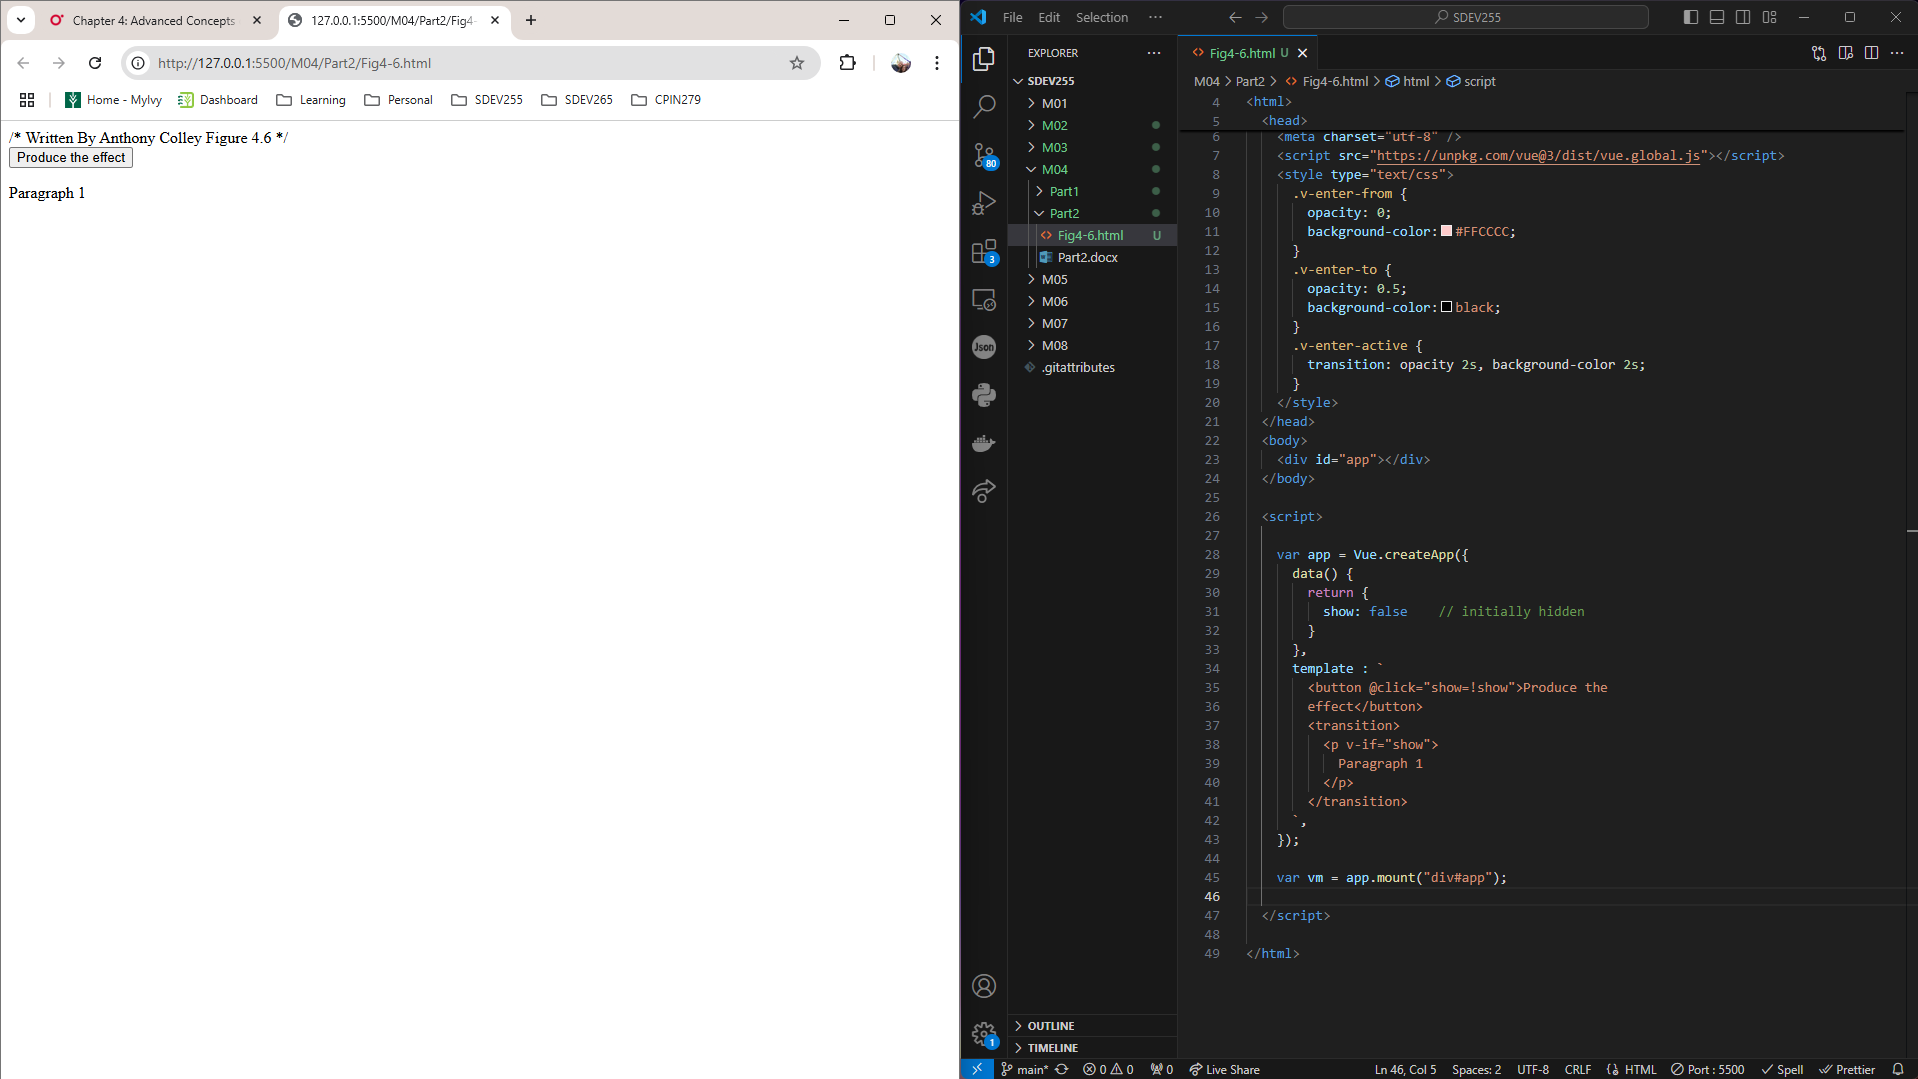 Chapter 4: Advanced Concepts
127.0.0.1:5500/M04/Part2/Fig4-
http://127.0.0.1:5500/M04/Part2/Fig4-6.html
Home - MyIvy
Dashboard
Learning
Personal
SDEV255
SDEV265
CPIN279
/* Written By Anthony Colley Figure 4.6 */
Produce the effect
Paragraph 1
File Edit Selection ···
SDEV255
EXPLORER
SDEV255
M01
M02
M03
M04
Part1
Part2
Fig4-6.html U
Part2.docx
M05
M06
M07
M08
.gitattributes
OUTLINE
TIMELINE
80
3
Json
1
Fig4-6.html U
M04 > Part2 > Fig4-6.html > html > script
4 <html>
5 <head>
6 <meta charset="utf-8" />
7 <script src="https://unpkg.com/vue@3/dist/vue.global.js"></script>
8 <style type="text/css">
9 .v-enter-from {
10 opacity: 0;
11 background-color: #FFCCCC;
12 }
13 .v-enter-to {
14 opacity: 0.5;
15 background-color: black;
16 }
17 .v-enter-active {
18 transition: opacity 2s, background-color 2s;
19 }
20 </style>
21 </head>
22 <body>
23 <div id="app"></div>
24 </body>
25
26 <script>
27
28 var app = Vue.createApp({
29 data() {
30 return {
31 show: false // initially hidden
32 }
33 },
34 template : `
35 <button @click="show=!show">Produce the
36 effect</button>
37 <transition>
38 <p v-if="show">
39 Paragraph 1
40 </p>
41 </transition>
42 `,
43 });
44
45 var vm = app.mount("div#app");
46
47 </script>
48
49 </html>
main* 0 0 0 Live Share Ln 46, Col 5 Spaces: 2 UTF-8 CRLF {} HTML Port : 5500 Spell Prettier